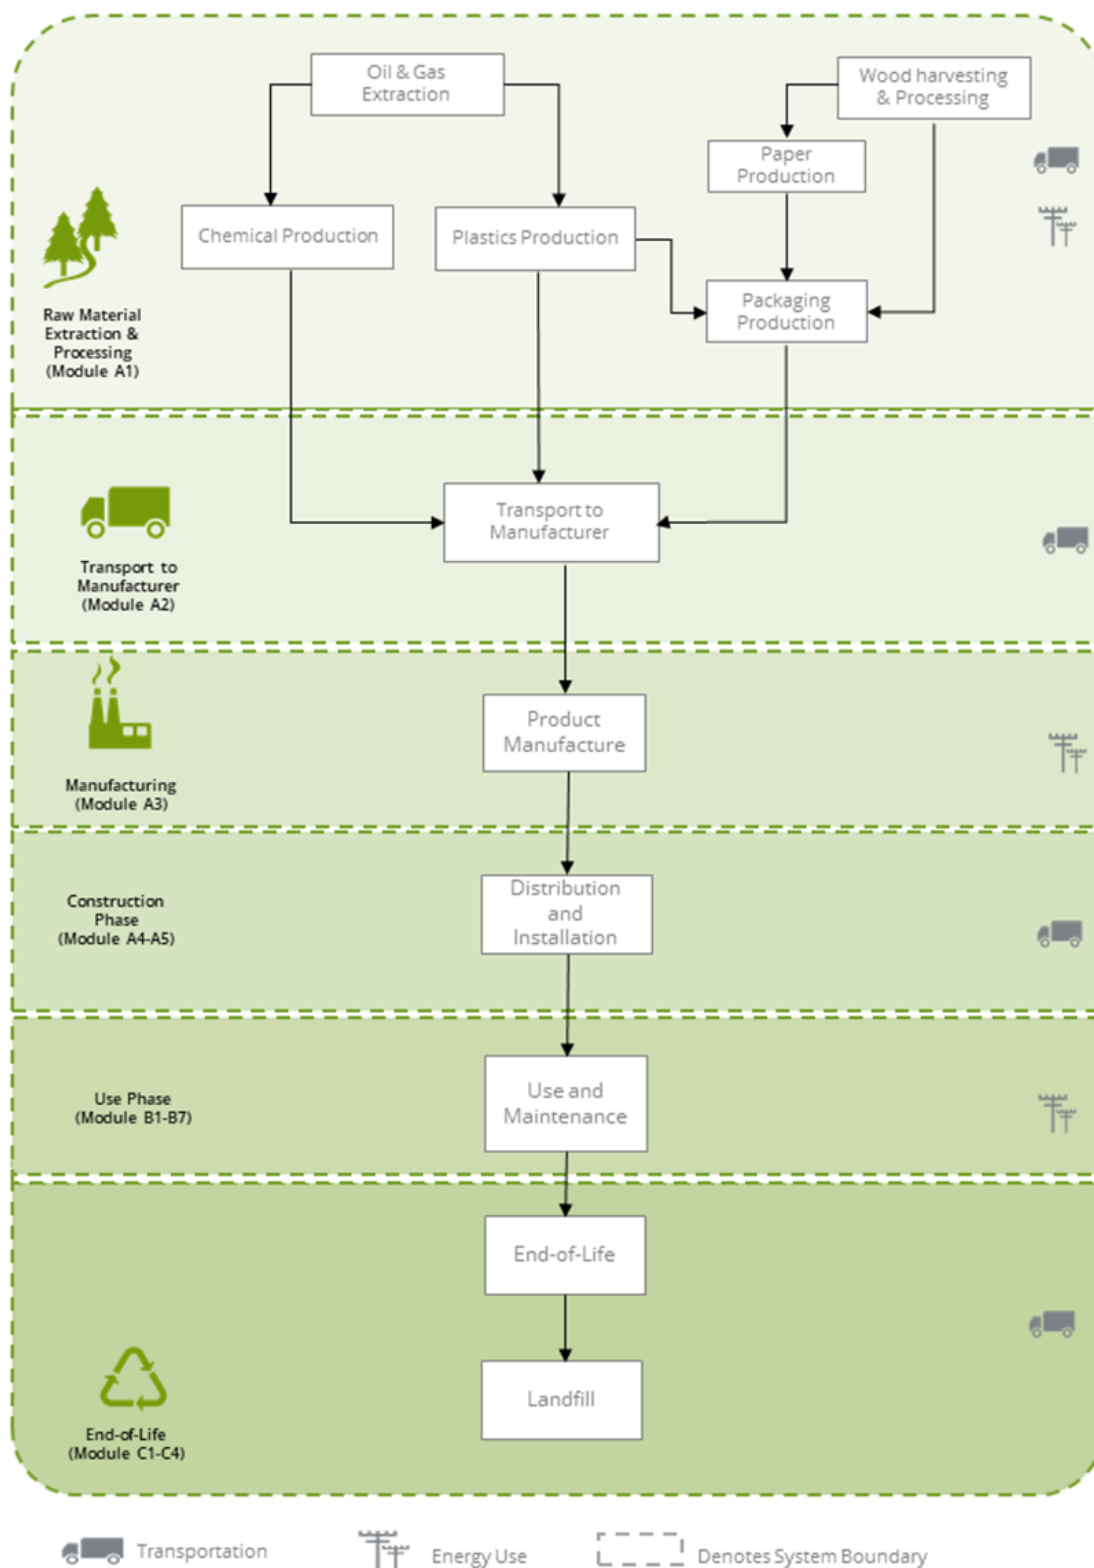 Oil & Gas
Extraction
Wood harvesting
& Processing
Paper
Production
Chemical Production
Plastics Production
Packaging
Production
Raw Material
Extraction &
Processing
(Module A1)
Transport to
Manufacturer
Transport to
Manufacturer
(Module A2)
Product
Manufacture
Manufacturing
(Module A3)
Distribution
and
Installation
Construction
Phase
(Module A4-A5)
Use and
Maintenance
Use Phase
(Module B1-B7)
End-of-Life
Landfill
End-of-Life
(Module C1-C4)
Transportation
Energy Use
Denotes System Boundary